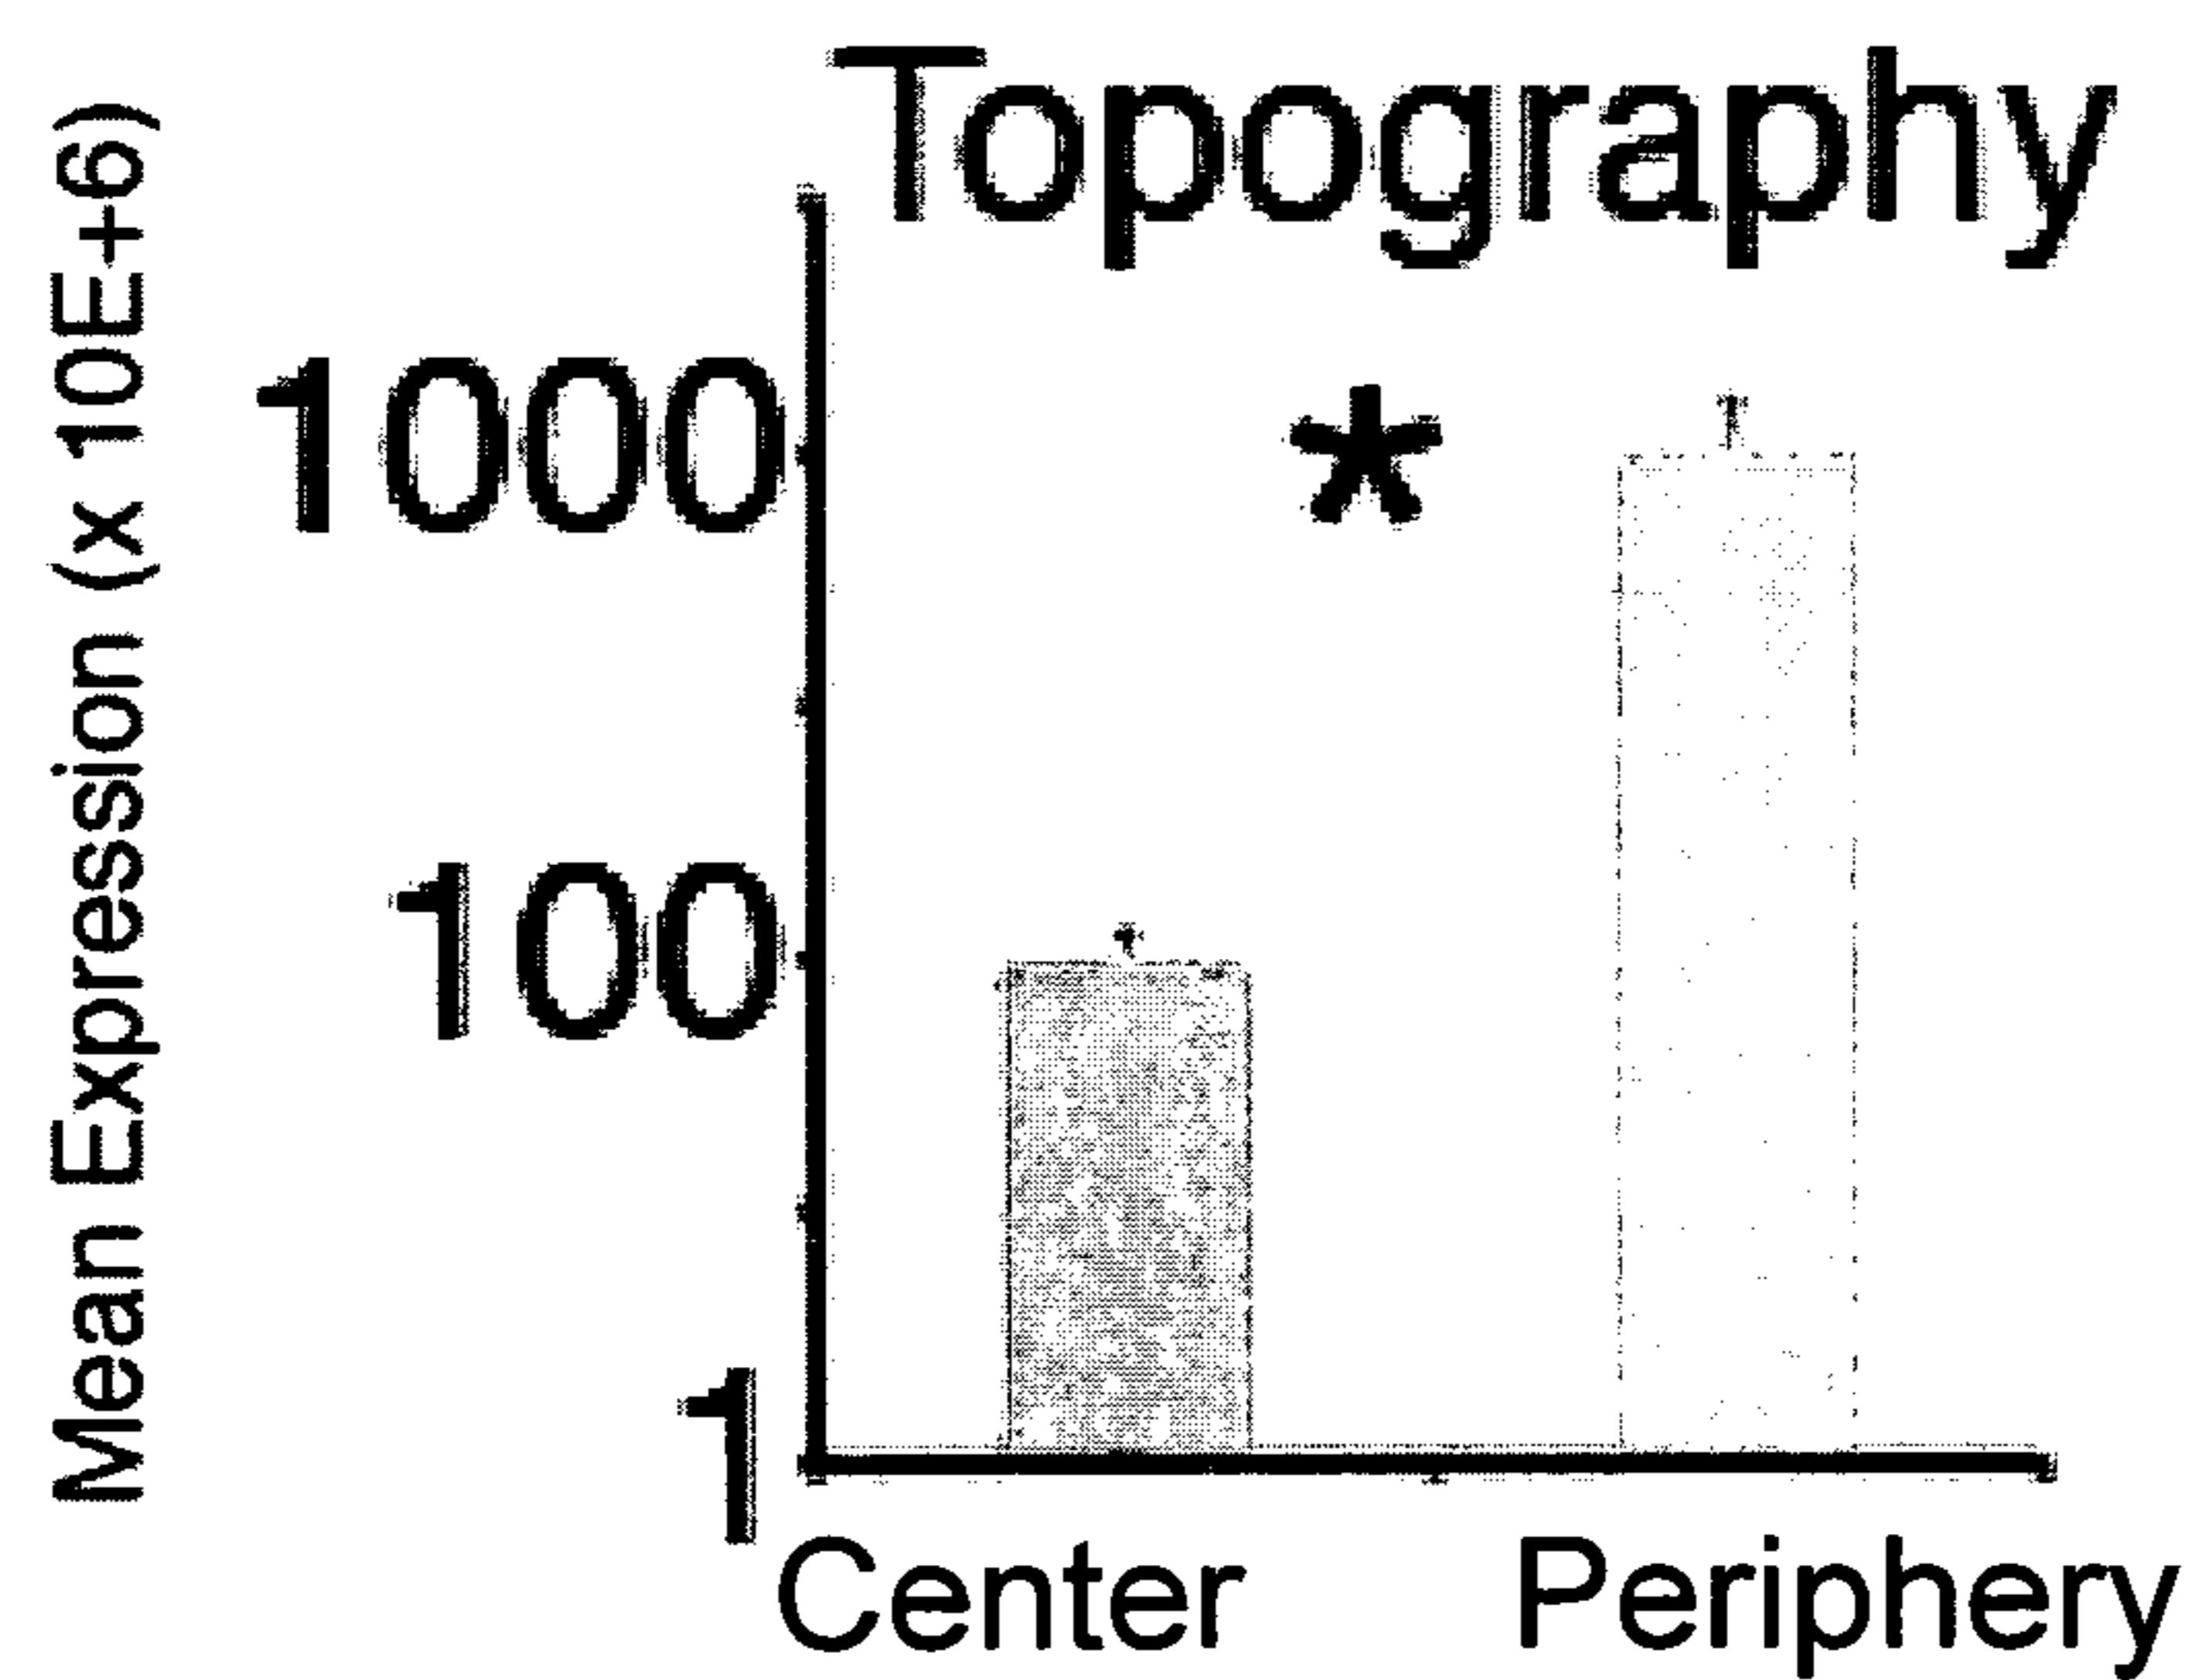 Topography
Mean Expression (x 10E+6)
1000
*
100
1
Center Periphery